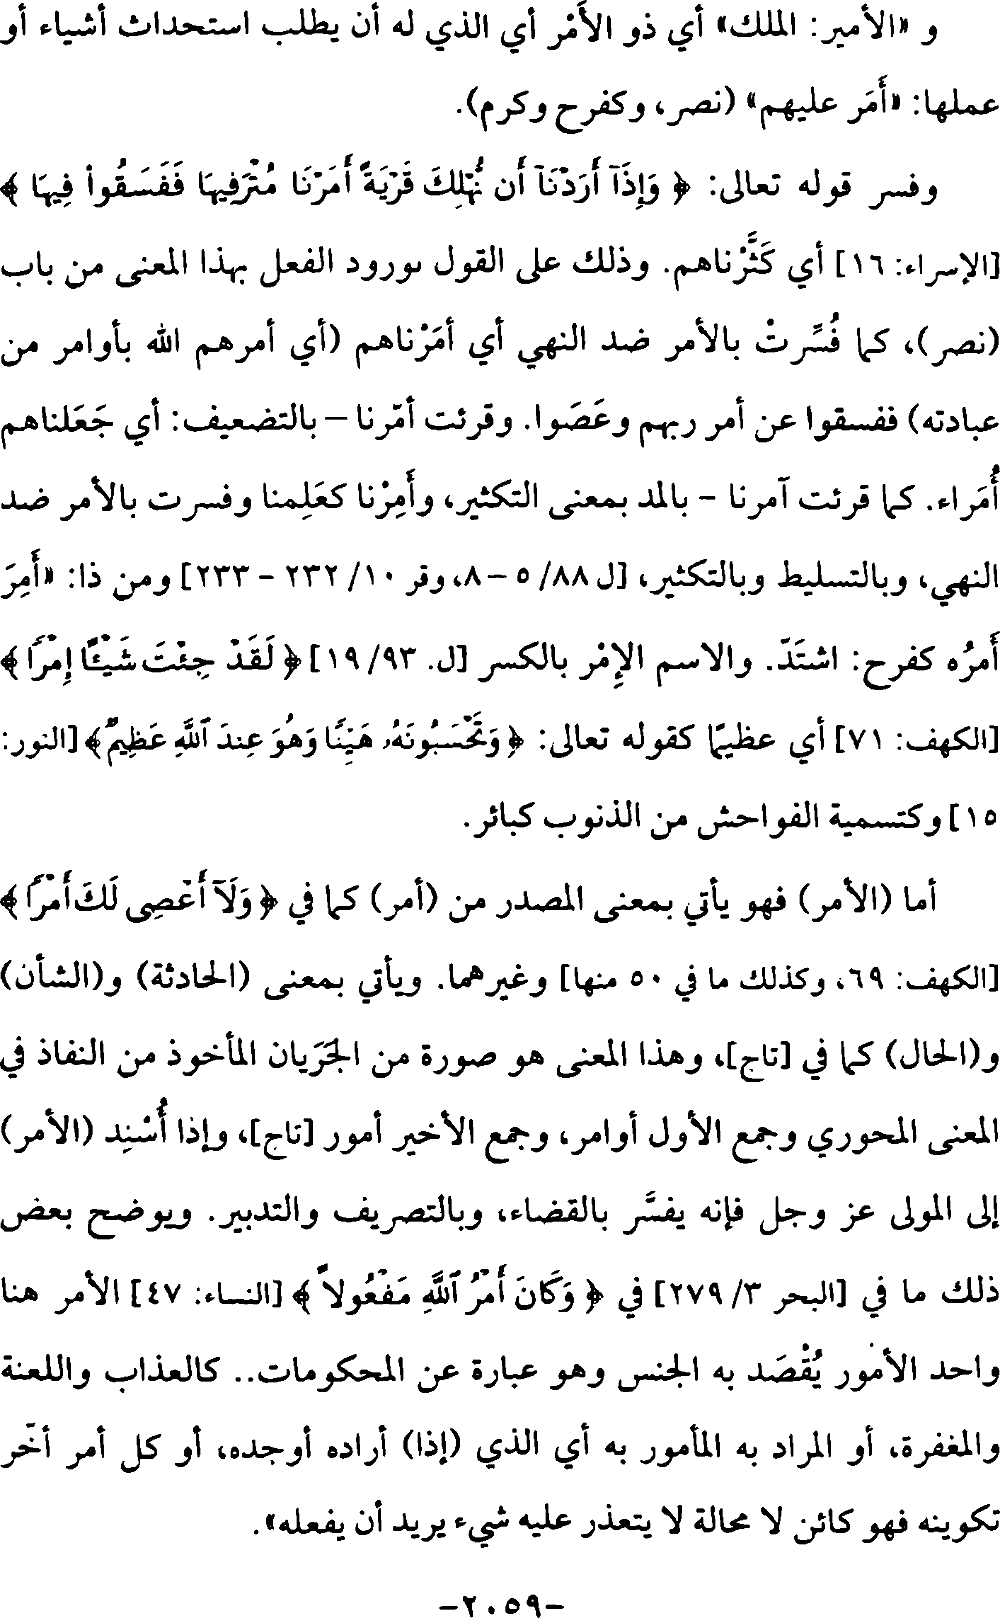 و «الأمير: الملك» أي ذو الأَمْر أي الذي له أن يطلب استحداث أشياء أو
عملها: «أَمَر عليهم» (نصر، وكفرح وكرم).
وفسر قوله تعالى: ﴿ وَإِذَآ أَرَدْنَآ أَن نُّهْلِكَ قَرْيَةً أَمَرْنَا مُتْرَفِيهَا فَفَسَقُواْ فِيهَا ﴾
[الإسراء: ١٦] أي كَثَّرْناهم. وذلك على القول بورود الفعل بهذا المعنى من باب
(نصر)، كما فُسِّرتْ بالأمر ضد النهي أي أمَرْناهم (أي أمرهم الله بأوامر من
عبادته) ففسقوا عن أمر ربهم وعَصَوا. وقرئت أمّرنا – بالتضعيف: أي جَعَلناهم
أُمَراء. كما قرئت آمرنا - بالمد بمعنى التكثير، وأَمِرْنا كعَلِمنا وفسرت بالأمر ضد
النهي، وبالتسليط وبالتكثير، [ل ٨٨/ ٥ – ٨، وقر ١٠/ ٢٣٢ – ٢٣٣] ومن ذا: «أَمِرَ
أَمرُه كفرح: اشتَدّ. والاسم الإمْر بالكسر [ل. ٩٣/ ١٩] ﴿ لَقَدْ جِئْتَ شَيْئًا إِمْرًا ﴾
[الكهف: ٧١] أي عظيمًا كقوله تعالى: ﴿ وَتَحْسَبُونَهُۥ هَيِّنًا وَهُوَ عِندَ ٱللَّهِ عَظِيمٌ ﴾ [النور:
١٥] وكتسمية الفواحش من الذنوب كبائر.
أما (الأمر) فهو يأتي بمعنى المصدر من (أمر) كما في ﴿ وَلَآ أَعْصِى لَكَ أَمْرًا ﴾
[الكهف: ٦٩، وكذلك ما في ٥٠ منها] وغيرهما. ويأتي بمعنى (الحادثة) و(الشأن)
و(الحال) كما في [تاج]، وهذا المعنى هو صورة من الجَرَيان المأخوذ من النفاذ في
المعنى المحوري وجمع الأول أوامر، وجمع الأخير أمور [تاج]، وإذا أُسْنِد (الأمر)
إلى المولى عز وجل فإنه يفسَّر بالقضاء، وبالتصريف والتدبير. ويوضح بعض
ذلك ما في [البحر ٣/ ٢٧٩] في ﴿ وَكَانَ أَمْرُ ٱللَّهِ مَفْعُولاً ﴾ [النساء: ٤٧] الأمر هنا
واحد الأمور يُقْصَد به الجنس وهو عبارة عن المحكومات.. كالعذاب واللعنة
والمغفرة، أو المراد به المأمور به أي الذي (إذا) أراده أوجده، أو كل أمر أخّر
تكوينه فهو كائن لا محالة لا يتعذر عليه شيء يريد أن يفعله».
-٢٠٥٩-